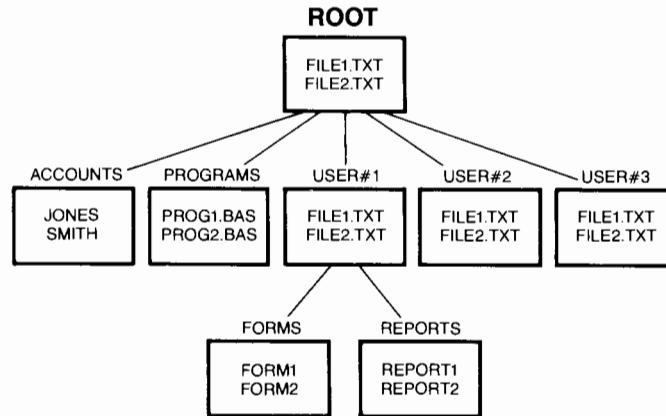 ROOT
FILE1.TXT
FILE2.TXT
ACCOUNTS PROGRAMS USER#1 USER#2 USER#3
JONES PROG1.BAS FILE1.TXT FILE1.TXT FILE1.TXT
SMITH PROG2.BAS FILE2.TXT FILE2.TXT FILE2.TXT
FORMS REPORTS
FORM1 REPORT1
FORM2 REPORT2